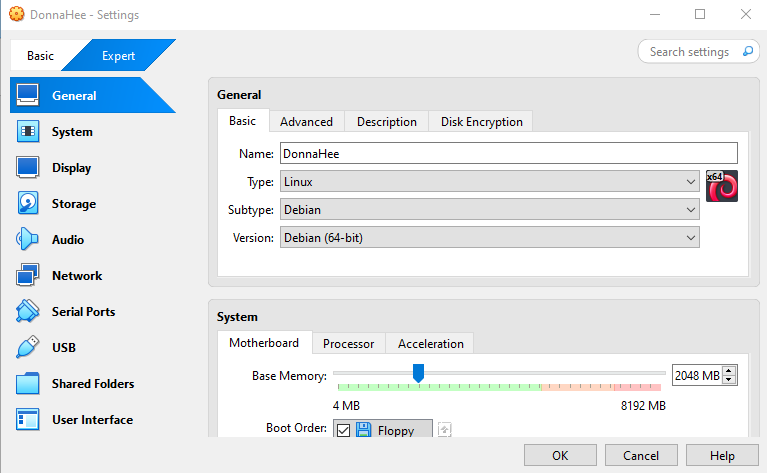 DonnaHee - Settings
Basic Expert
Search settings
General
System
Display
Storage
Audio
Network
Serial Ports
USB
Shared Folders
User Interface
General
Basic Advanced Description Disk Encryption
Name: DonnaHee
Type: Linux
x64
Subtype: Debian
Version: Debian (64-bit)
System
Motherboard Processor Acceleration
Base Memory: 2048 MB
4 MB 8192 MB
Boot Order: Floppy
OK Cancel Help